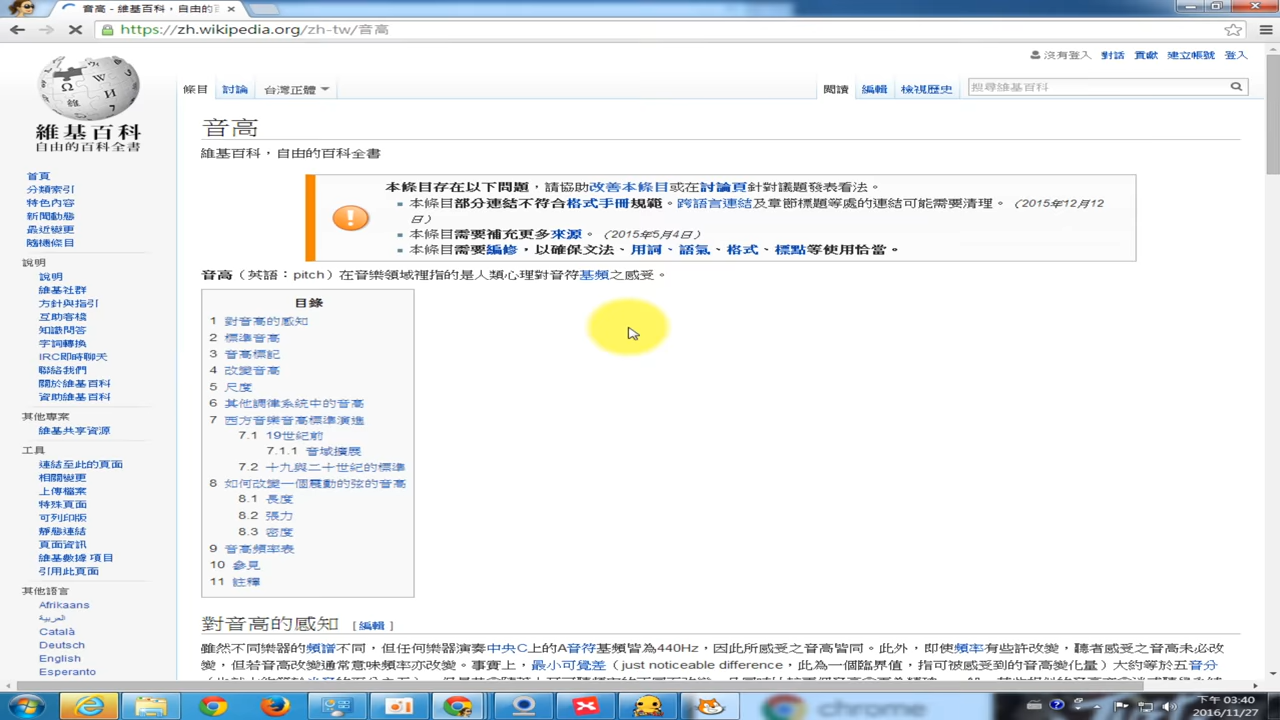 音高 - 維基百科，自由的百
https://zh.wikipedia.org/zh-tw/音高
沒有登入 對話 貢獻 建立帳號 登入
條目 討論 台灣正體 閱讀 編輯 檢視歷史 搜尋維基百科
維基百科
自由的百科全書
音高
維基百科，自由的百科全書
本條目存在以下問題，請協助改善本條目或在討論頁針對議題發表看法。
本條目部分連結不符合格式手冊規範。跨語言連結及章節標題等處的連結可能需要清理。（2015年12月12
日）
本條目需要補充更多來源。（2015年5月4日）
本條目需要編修，以確保文法、用詞、語氣、格式、標點等使用恰當。
音高（英語：pitch）在音樂領域裡指的是人類心理對音符基頻之感受。
目錄
1 對音高的感知
2 標準音高
3 音高標記
4 改變音高
5 尺度
6 其他調律系統中的音高
7 西方音樂音高標準演進
7.1 19世紀前
7.1.1 音域擴展
7.2 十九與二十世紀的標準
8 如何改變一個震動的弦的音高
8.1 長度
8.2 張力
8.3 密度
9 音高頻率表
10 參見
11 註釋
對音高的感知 [編輯]
雖然不同樂器的頻譜不同，但任何樂器演奏中央C上的A音符基頻皆為440Hz，因此所感受之音高皆同。此外，即使頻率有些許改變，聽者感受之音高未必改
變，但若音高改變通常意味頻率亦改變。事實上，最小可覺差（just noticeable difference，此為一個臨界值，指可被感受到的音高變化量）大約等於五音分
首頁
分類索引
特色內容
新聞動態
最近變更
隨機條目
說明
說明
維基社群
方針與指引
互助客棧
知識問答
字詞轉換
IRC即時聊天
聯絡我們
關於維基百科
資助維基百科
其他專案
維基共享資源
工具
連結至此的頁面
相關變更
上傳檔案
特殊頁面
可列印版
靜態連結
頁面資訊
維基數據 項目
引用此頁面
其他語言
Afrikaans
العربية
Català
Deutsch
English
Esperanto
chrome
下午 03:40
2016/11/27